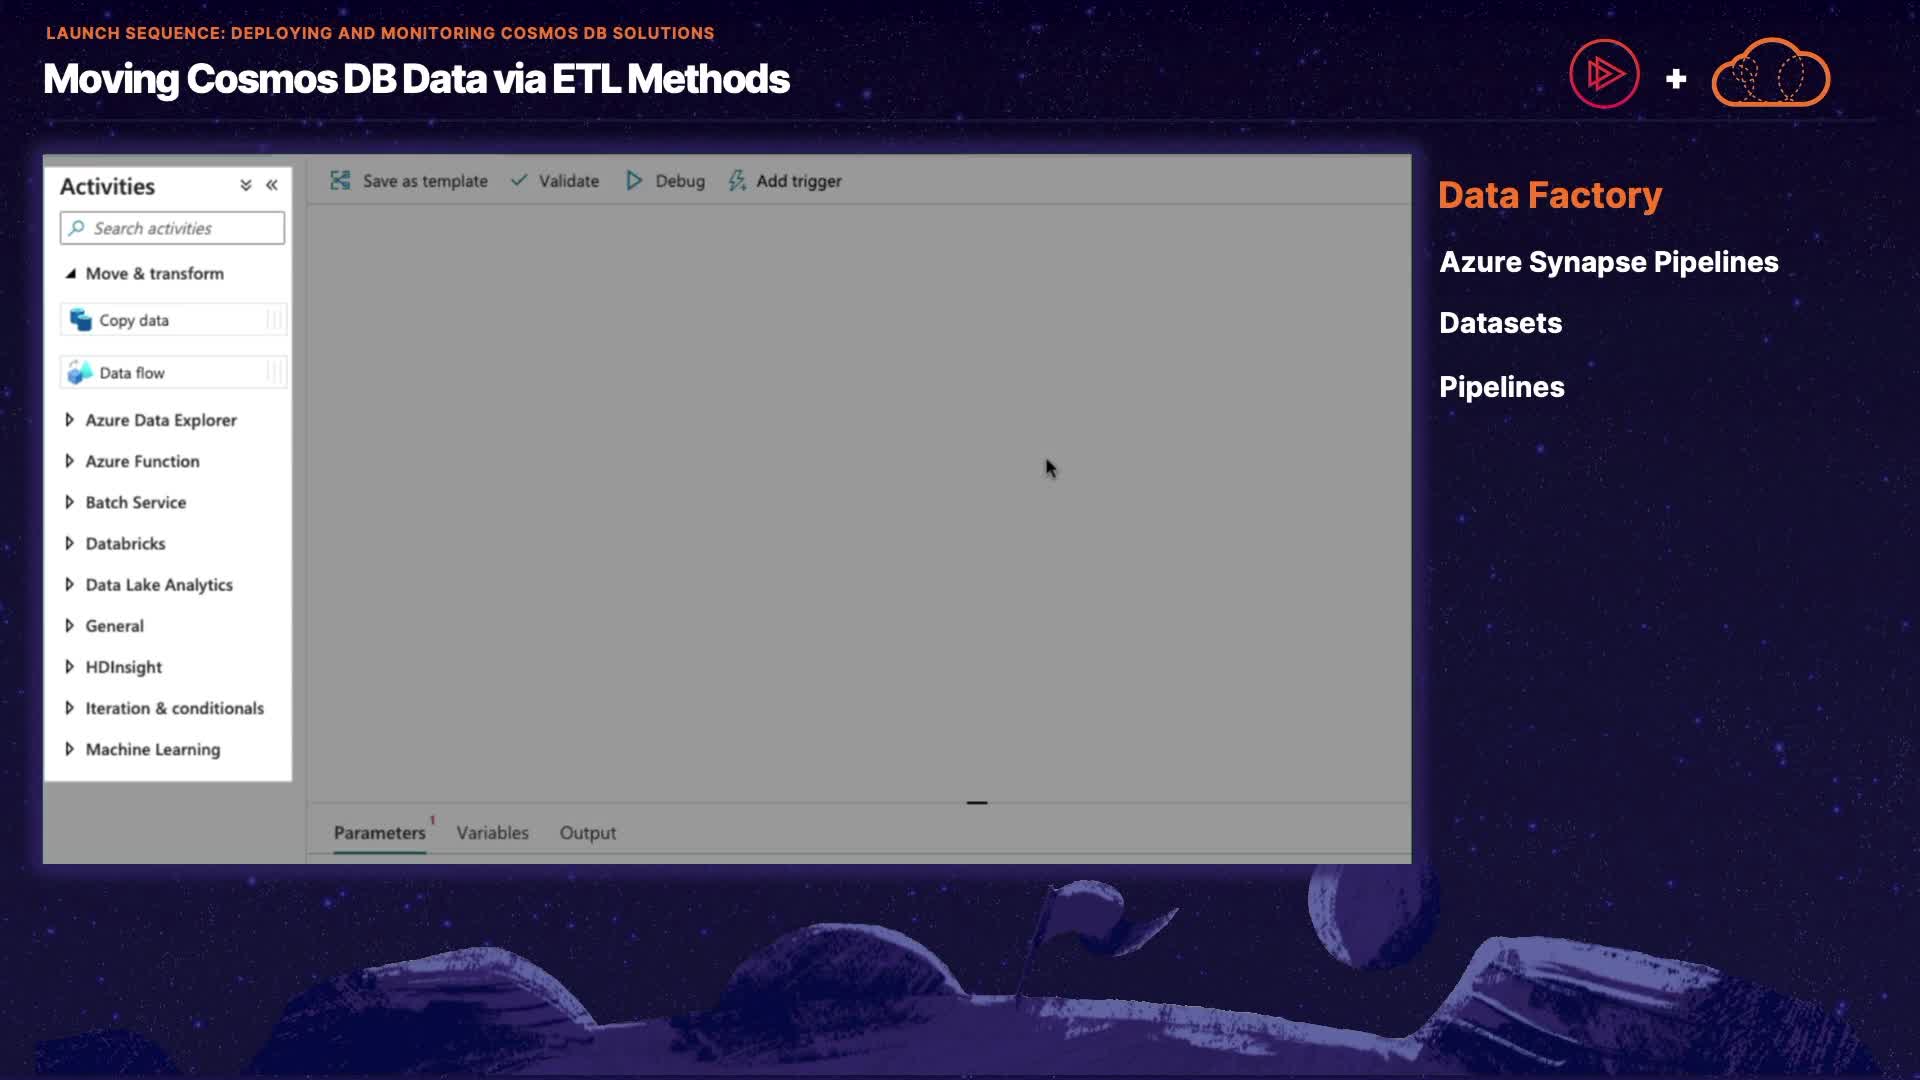 LAUNCH SEQUENCE: DEPLOYING AND MONITORING COSMOS DB SOLUTIONS
Moving Cosmos DB Data via ETL Methods
+
Activities
Search activities
Move & transform
Copy data
Data flow
Azure Data Explorer
Azure Function
Batch Service
Databricks
Data Lake Analytics
General
HDInsight
Iteration & conditionals
Machine Learning
Save as template
Validate
Debug
Add trigger
Parameters 1
Variables
Output
Data Factory
Azure Synapse Pipelines
Datasets
Pipelines